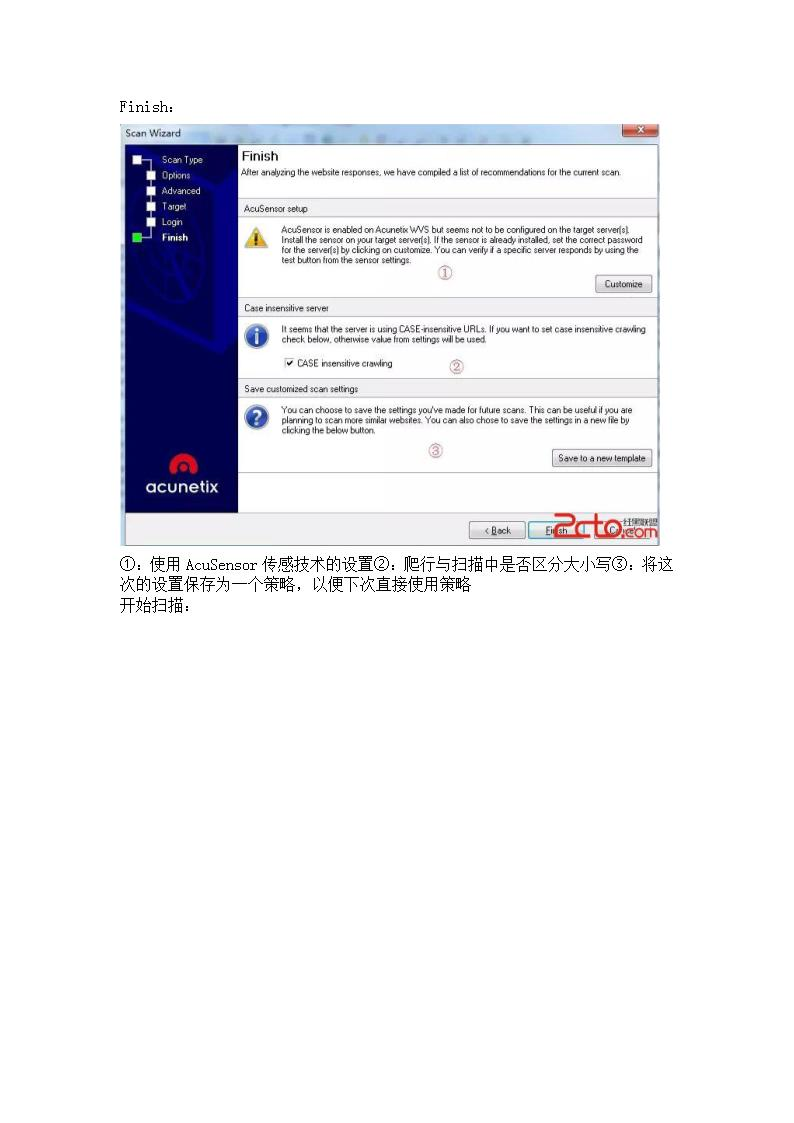 Finish：
Scan Wizard
Scan Type
Options
Advanced
Target
Login
Finish
acunetix
Finish
After analyzing the website responses, we have compiled a list of recommendations for the current scan.
AcuSensor setup
AcuSensor is enabled on Acunetix WVS but seems not to be configured on the target server(s).
Install the sensor on your target server(s). If the sensor is already installed, set the correct password
for the server(s) by clicking on customize. You can verify if a specific server responds by using the
test button from the sensor settings.
①
Customize
Case insensitive server
It seems that the server is using CASE-insensitive URLs. If you want to set case insensitive crawling
check below, otherwise value from settings will be used.
CASE insensitive crawling
②
Save customized scan settings
You can choose to save the settings you've made for future scans. This can be useful if you are
planning to scan more similar websites. You can also chose to save the settings in a new file by
clicking the below button.
③
Save to a new template
< Back
Finish
2cto.com
红黑联盟
①：使用 AcuSensor 传感技术的设置②：爬行与扫描中是否区分大小写③：将这
次的设置保存为一个策略，以便下次直接使用策略
开始扫描：